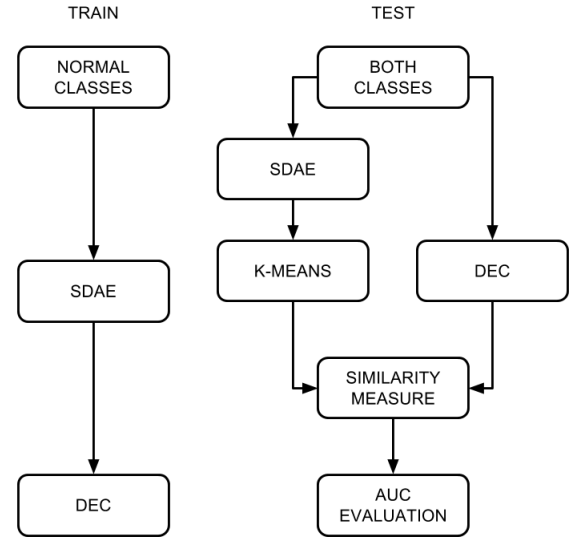 TRAIN
NORMAL
CLASSES
SDAE
DEC
TEST
BOTH
CLASSES
SDAE
K-MEANS
DEC
SIMILARITY
MEASURE
AUC
EVALUATION